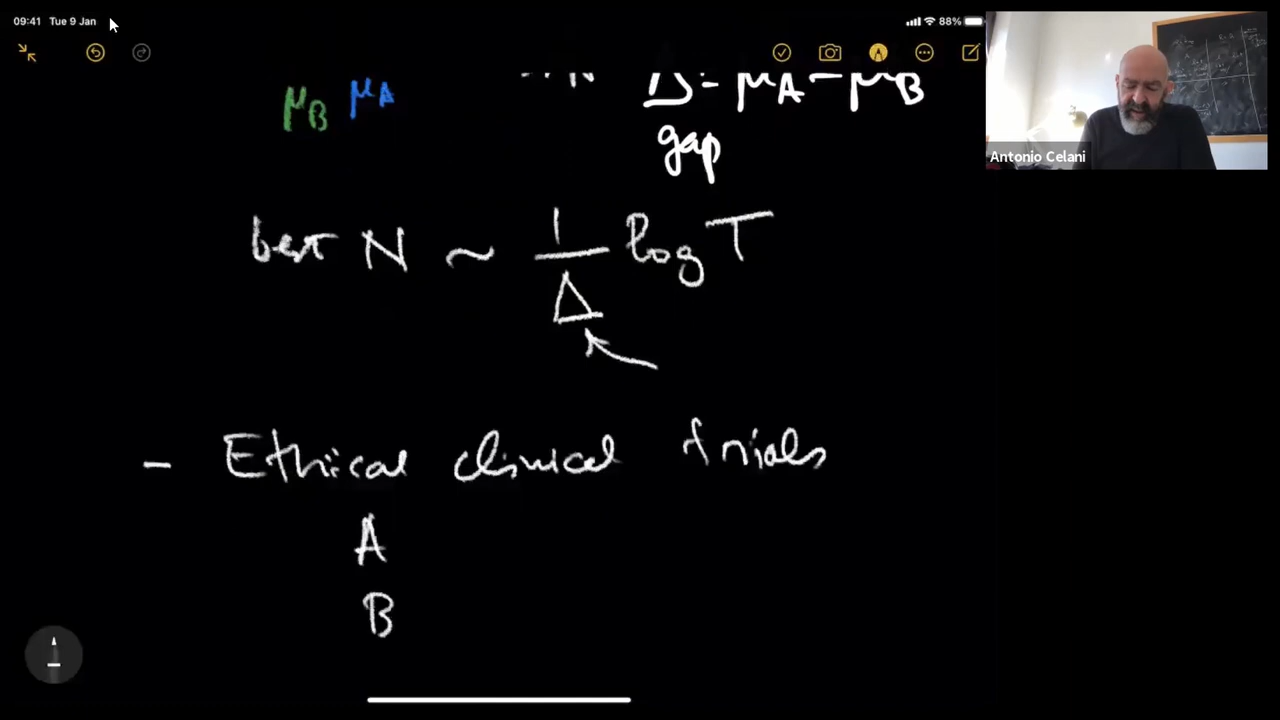 09:41 Tue 9 Jan
88%
μB μA
Δ = μA - μB
gap
best N ~ 1/Δ log T
- Ethical clinical trials
A
B
Antonio Celani